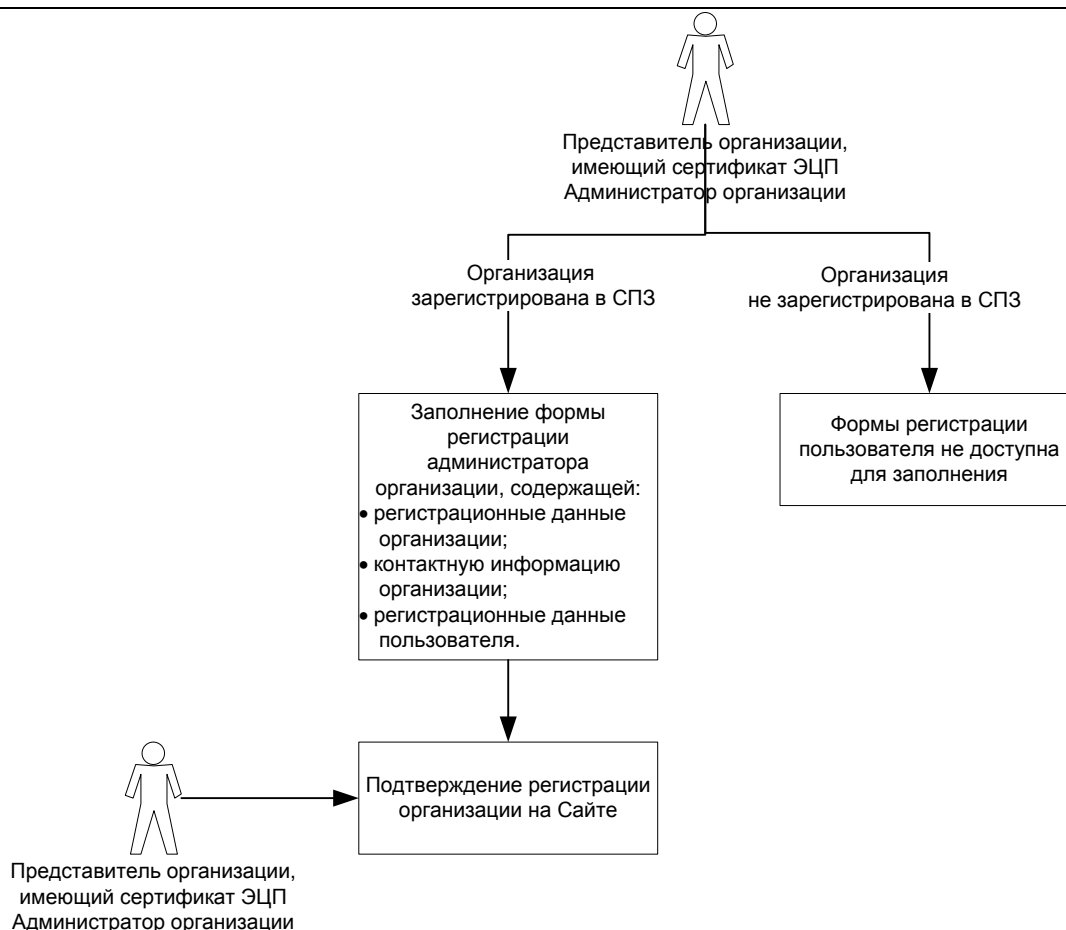 Представитель организации,
имеющий сертификат ЭЦП
Администратор организации
Организация
зарегистрирована в СПЗ
Организация
не зарегистрирована в СПЗ
Заполнение формы
регистрации
администратора
организации, содержащей:
• регистрационные данные
организации;
• контактную информацию
организации;
• регистрационные данные
пользователя.
Формы регистрации
пользователя не доступна
для заполнения
Подтверждение регистрации
организации на Сайте
Представитель организации,
имеющий сертификат ЭЦП
Администратор организации